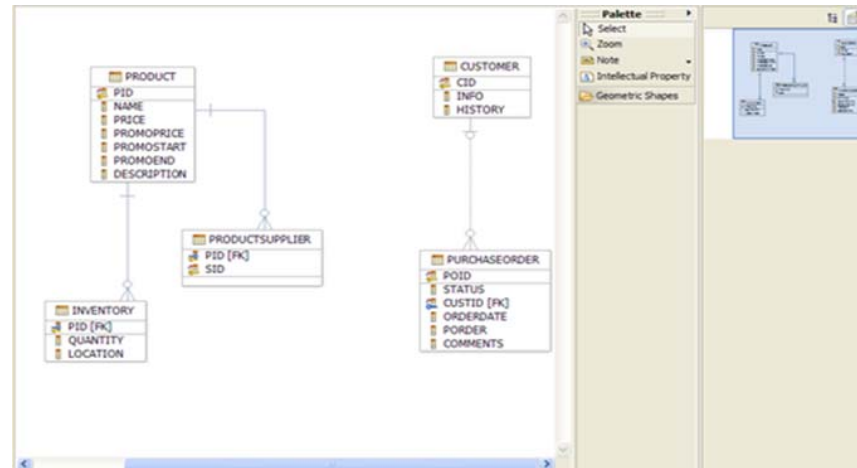 PRODUCT
PID
NAME
PRICE
PROMOPRICE
PROMOSTART
PROMOEND
DESCRIPTION
PRODUCTSUPPLIER
PID [FK]
SID
INVENTORY
PID [FK]
QUANTITY
LOCATION
CUSTOMER
CID
INFO
HISTORY
PURCHASEORDER
POID
STATUS
CUSTID [FK]
ORDERDATE
PORDER
COMMENTS
Palette
Select
Zoom
Note
Intellectual Property
Geometric Shapes